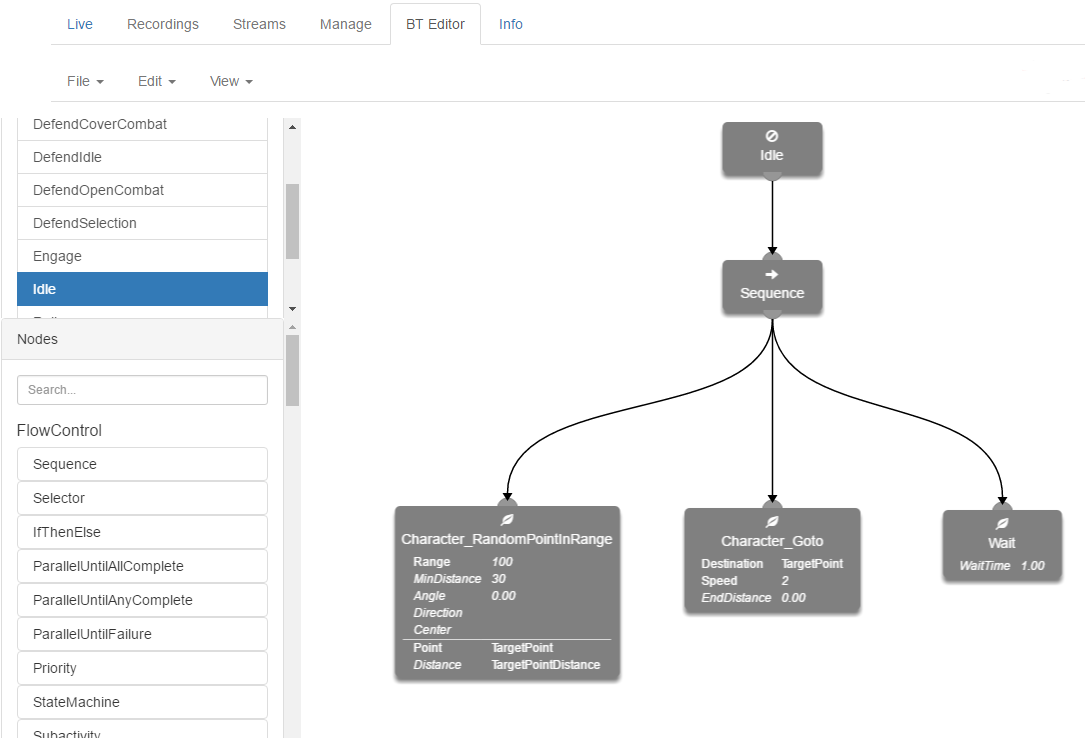 Live Recordings Streams Manage BT Editor Info
File Edit View
DefendCoverCombat
DefendIdle
DefendOpenCombat
DefendSelection
Engage
Idle
Nodes
Search...
FlowControl
Sequence
Selector
IfThenElse
ParallelUntilAllComplete
ParallelUntilAnyComplete
ParallelUntilFailure
Priority
StateMachine
Subactivity
Idle
Sequence
Character_RandomPointInRange
Range 100
MinDistance 30
Angle 0.00
Direction
Center
Point TargetPoint
Distance TargetPointDistance
Character_Goto
Destination TargetPoint
Speed 2
EndDistance 0.00
Wait
WaitTime 1.00